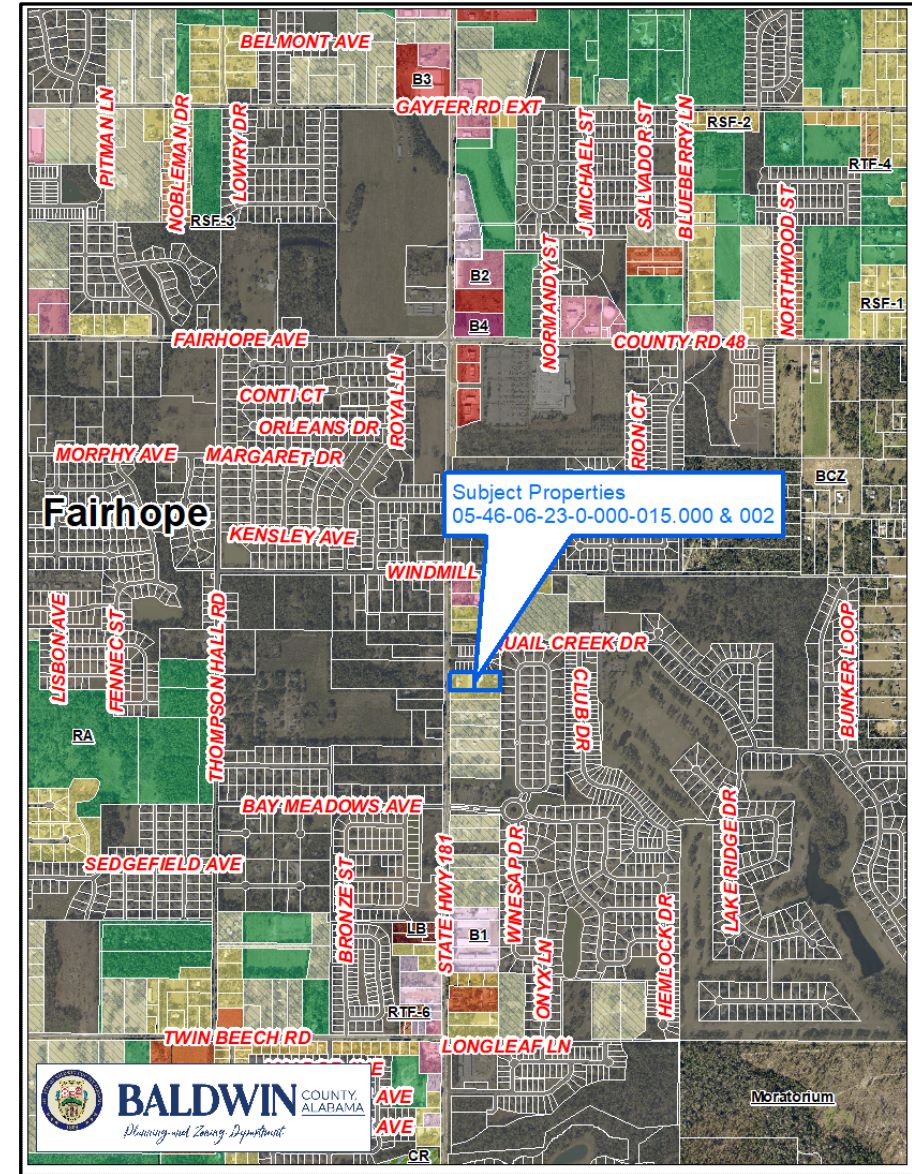 BELMONT AVE
B3
GAYFER RD EXT
PITMAN LN
NOBLEMAN DR
LOWRY DR
J MICHAEL ST
SALVADOR ST
BLUEBERRY LN
RSF-2
RTF-4
RSF-3
NORTHWOOD ST
NORMANDY ST
B2
RSF-1
B4
FAIRHOPE AVE
COUNTY RD 48
CONTI CT
ROYAL LN
ORLEANS DR
RION CT
MORPHY AVE
MARGARET DR
BCZ
Subject Properties
05-46-06-23-0-000-015.000 & 002
Fairhope
KENSLEY AVE
WINDMILL
LISBON AVE
FENNEC ST
THOMPSON HALL RD
UAIL CREEK DR
CLUB DR
BUNKER LOOP
RA
BAY MEADOWS AVE
LAKE RIDGE DR
SEDGEFIELD AVE
BRONZE ST
STATE HWY 181
WINESAP DR
LB
B1
ONYX LN
HEMLOCK DR
RTF-6
TWIN BEECH RD
LONGLEAF LN
E
AVE
AVE
Moratorium
CR
BALDWIN COUNTY, ALABAMA
Planning and Zoning Department